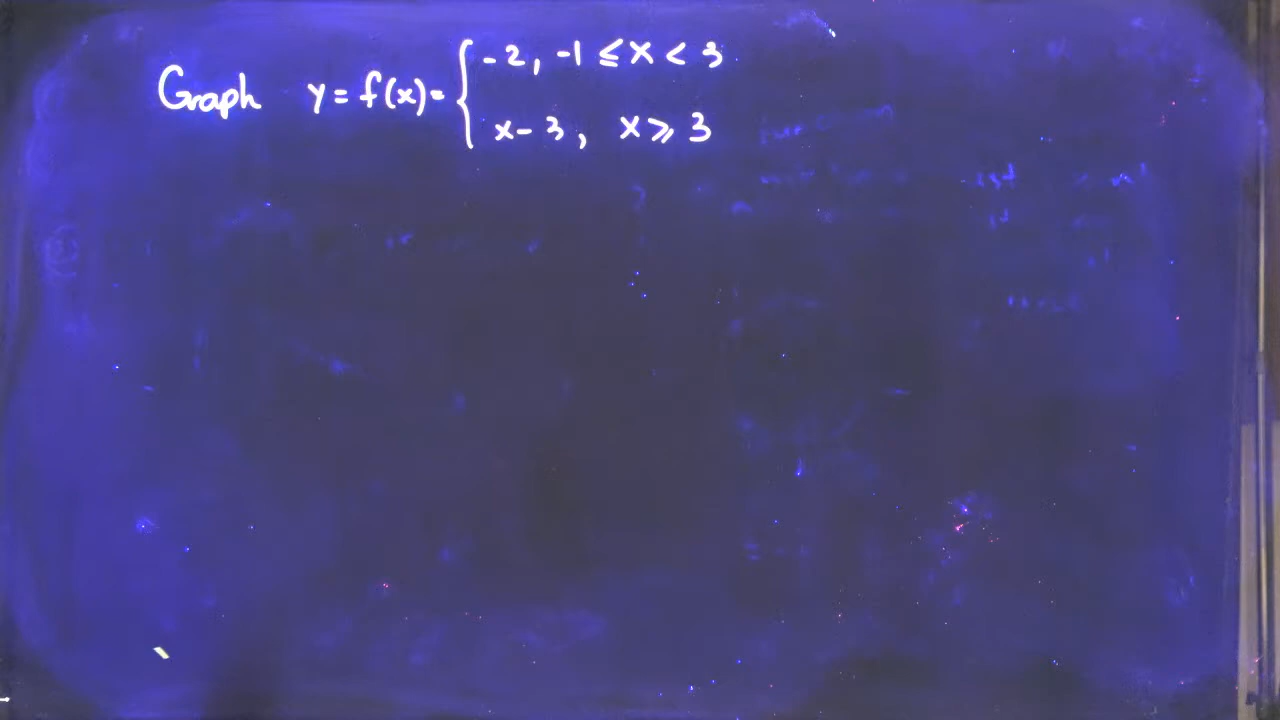 Graph y = f(x) = { -2, -1 ≤ x < 3
x - 3, x ⩾ 3